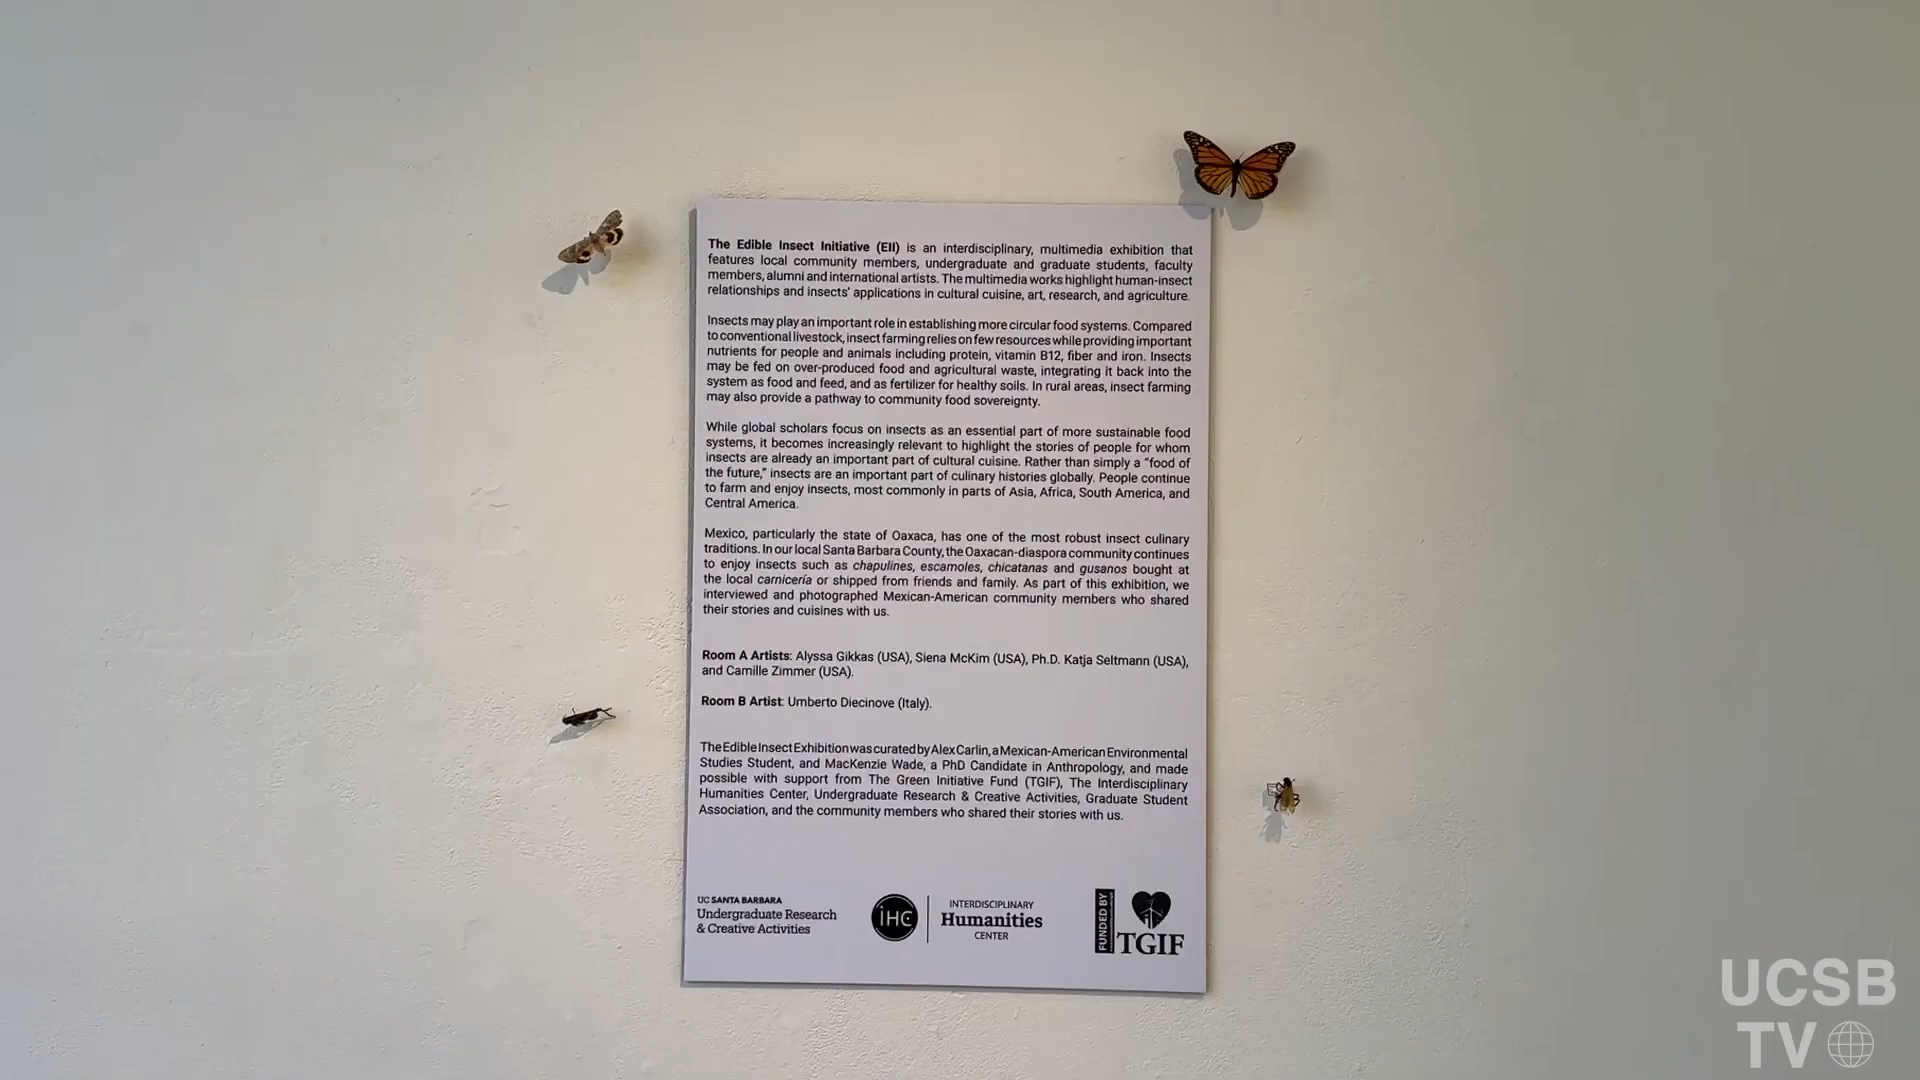 The Edible Insect Initiative (EII) is an interdisciplinary, multimedia exhibition that
features local community members, undergraduate and graduate students, faculty
members, alumni and international artists. The multimedia works highlight human-insect
relationships and insects' applications in cultural cuisine, art, research, and agriculture.
Insects may play an important role in establishing more circular food systems. Compared
to conventional livestock, insect farming relies on few resources while providing important
nutrients for people and animals including protein, vitamin B12, fiber and iron. Insects
may be fed on over-produced food and agricultural waste, integrating it back into the
system as food and feed, and as fertilizer for healthy soils. In rural areas, insect farming
may also provide a pathway to community food sovereignty.
While global scholars focus on insects as an essential part of more sustainable food
systems, it becomes increasingly relevant to highlight the stories of people for whom
insects are already an important part of cultural cuisine. Rather than simply a "food of
the future," insects are an important part of culinary histories globally. People continue
to farm and enjoy insects, most commonly in parts of Asia, Africa, South America, and
Central America.
Mexico, particularly the state of Oaxaca, has one of the most robust insect culinary
traditions. In our local Santa Barbara County, the Oaxacan-diaspora community continues
to enjoy insects such as chapulines, escamoles, chicatanas and gusanos bought at
the local carnicería or shipped from friends and family. As part of this exhibition, we
interviewed and photographed Mexican-American community members who shared
their stories and cuisines with us.
Room A Artists: Alyssa Gikkas (USA), Siena McKim (USA), Ph.D. Katja Seltmann (USA),
and Camille Zimmer (USA).
Room B Artist: Umberto Diecinove (Italy).
The Edible Insect Exhibition was curated by Alex Carlin, a Mexican-American Environmental
Studies Student, and MacKenzie Wade, a PhD Candidate in Anthropology, and made
possible with support from The Green Initiative Fund (TGIF), The Interdisciplinary
Humanities Center, Undergraduate Research & Creative Activities, Graduate Student
Association, and the community members who shared their stories with us.
UC SANTA BARBARA
Undergraduate Research
& Creative Activities
IHC
INTERDISCIPLINARY
Humanities
CENTER
FUNDED BY
TGIF
UCSB
TV